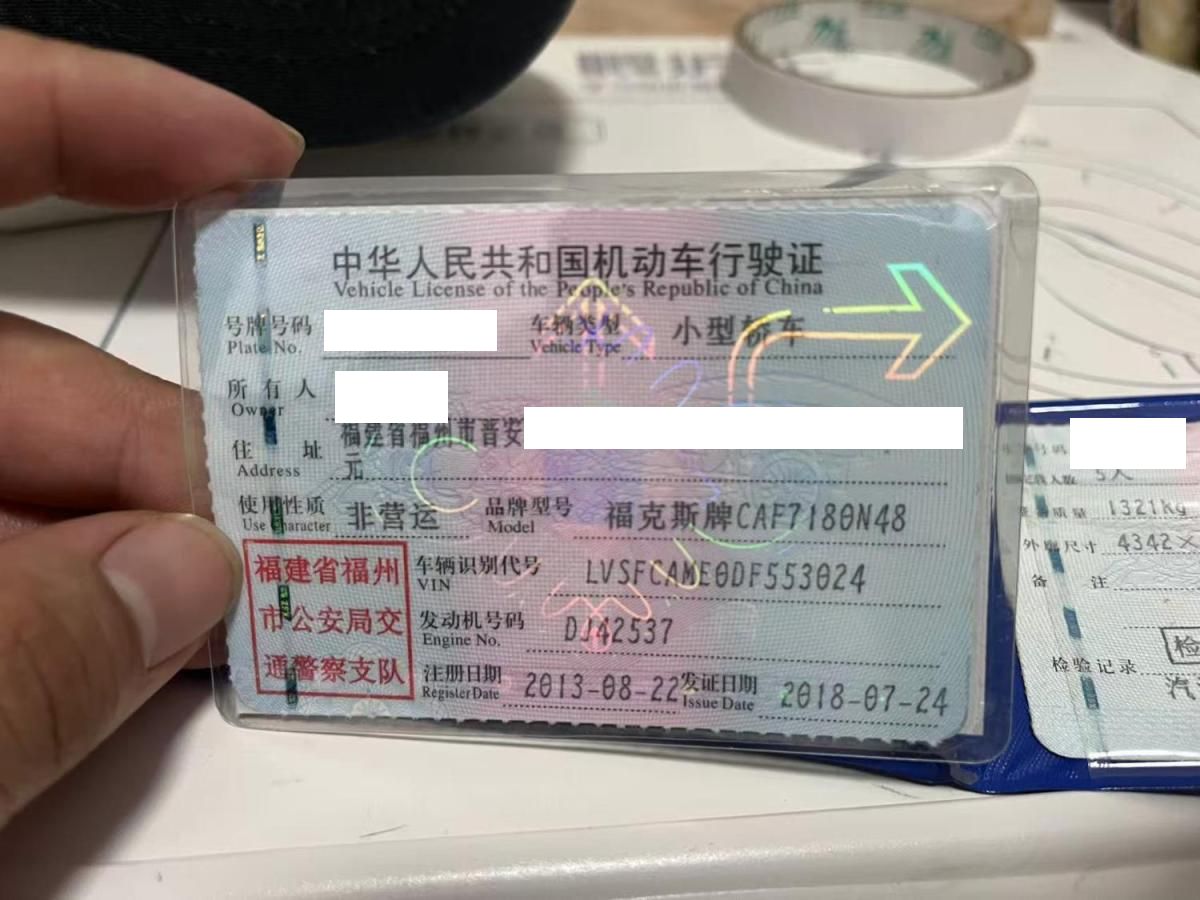 中华人民共和国机动车行驶证
Vehicle License of the People's Republic of China
号牌号码 车辆类型 小型轿车
Plate No. Vehicle Type
所有人
Owner
福建省福州市晋安
住址 元
Address
使用性质 非营运 品牌型号 福克斯牌CAF7180N48
Use Character Model
福建省福州 车辆识别代号 LVSFCAME0DF553024
VIN
市公安局交 发动机号码 DJ42537
Engine No.
通警察支队 注册日期 2013-08-22 发证日期 2018-07-24
Register Date Issue Date
5人
质量 1321kg
外廓尺寸 4342×
备注
检验记录 检
汽